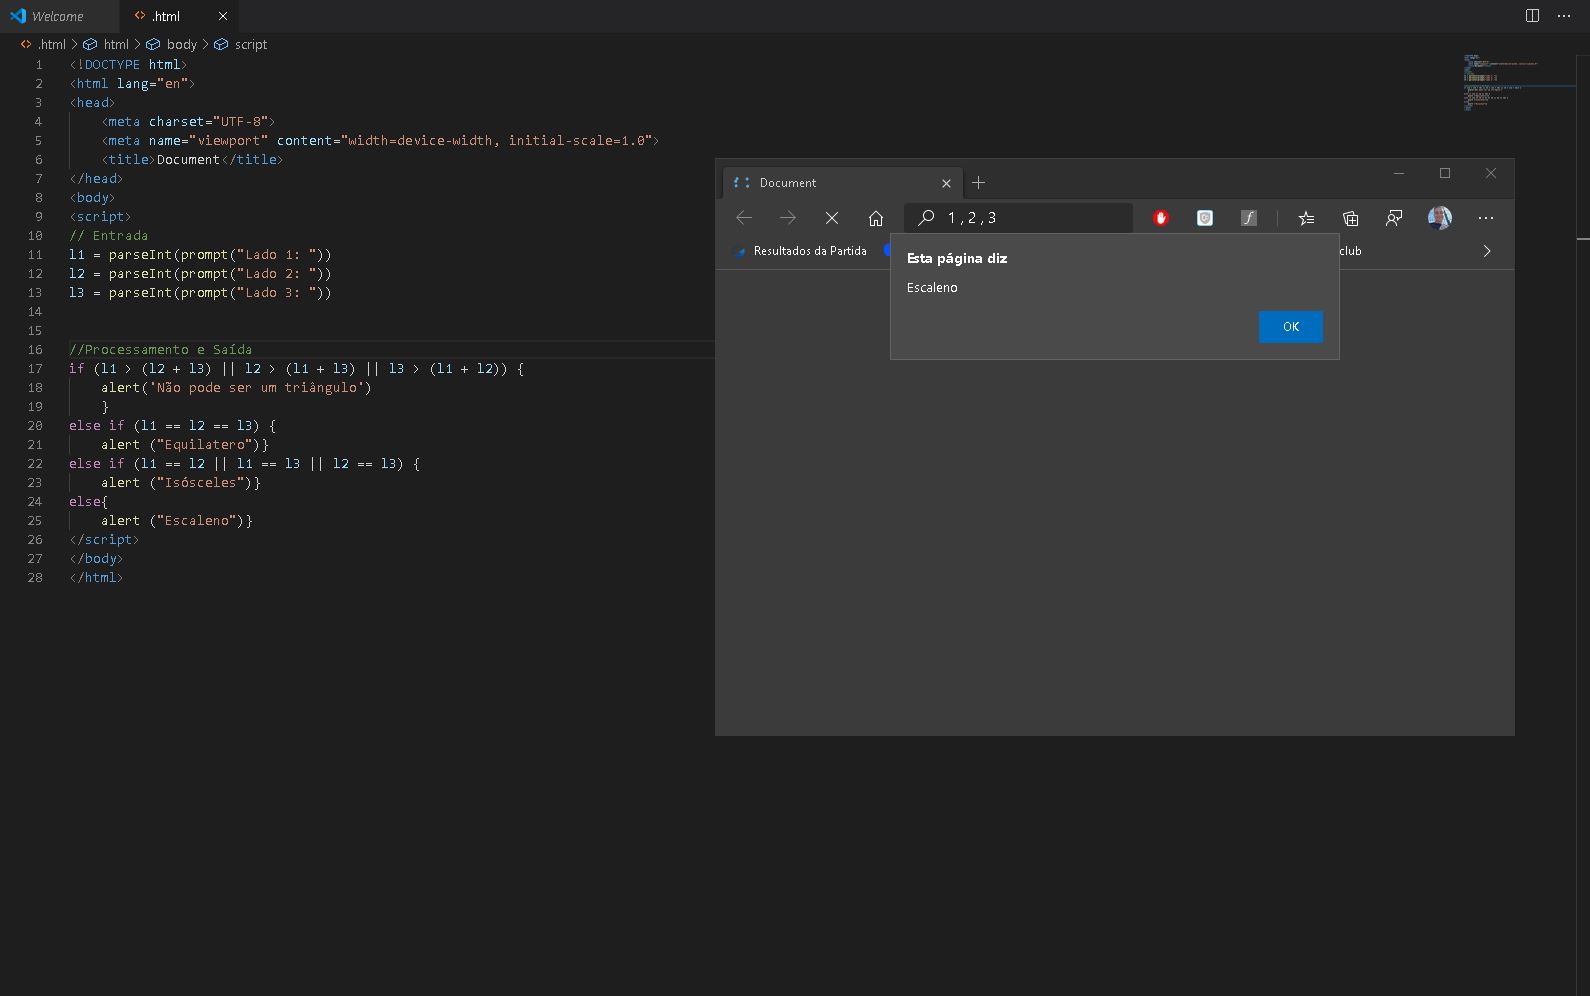 Welcome
.html
.html > html > body > script
1 <!DOCTYPE html>
2 <html lang="en">
3 <head>
4 <meta charset="UTF-8">
5 <meta name="viewport" content="width=device-width, initial-scale=1.0">
6 <title>Document</title>
7 </head>
8 <body>
9 <script>
10 // Entrada
11 l1 = parseInt(prompt("Lado 1: "))
12 l2 = parseInt(prompt("Lado 2: "))
13 l3 = parseInt(prompt("Lado 3: "))
14
15
16 //Processamento e Saída
17 if (l1 > (l2 + l3) || l2 > (l1 + l3) || l3 > (l1 + l2)) {
18 alert('Não pode ser um triângulo')
19 }
20 else if (l1 == l2 == l3) {
21 alert ("Equilatero")}
22 else if (l1 == l2 || l1 == l3 || l2 == l3) {
23 alert ("Isósceles")}
24 else{
25 alert ("Escaleno")}
26 </script>
27 </body>
28 </html>
Document
1 , 2 , 3
Resultados da Partida
club
Esta página diz
Escaleno
OK